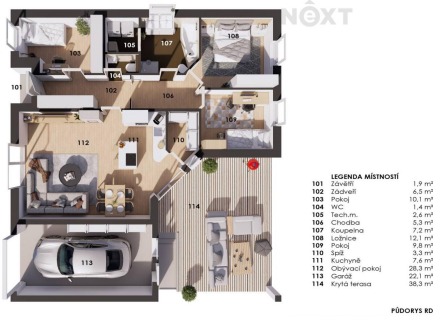 NEXT
103
105
107
108
104
101
102
106
109
112
111
110
114
113
LEGENDA MÍSTNOSTÍ
101 Závětří 1,9 m²
102 Zádveří 6,5 m²
103 Pokoj 10,1 m²
104 WC 1,4 m²
105 Tech.m. 2,6 m²
106 Chodba 5,3 m²
107 Koupelna 7,2 m²
108 Ložnice 12,1 m²
109 Pokoj 9,8 m²
110 Spíž 3,3 m²
111 Kuchyně 7,6 m²
112 Obývací pokoj 28,3 m²
113 Garáž 22,1 m²
114 Krytá terasa 38,3 m²
PŮDORYS RD